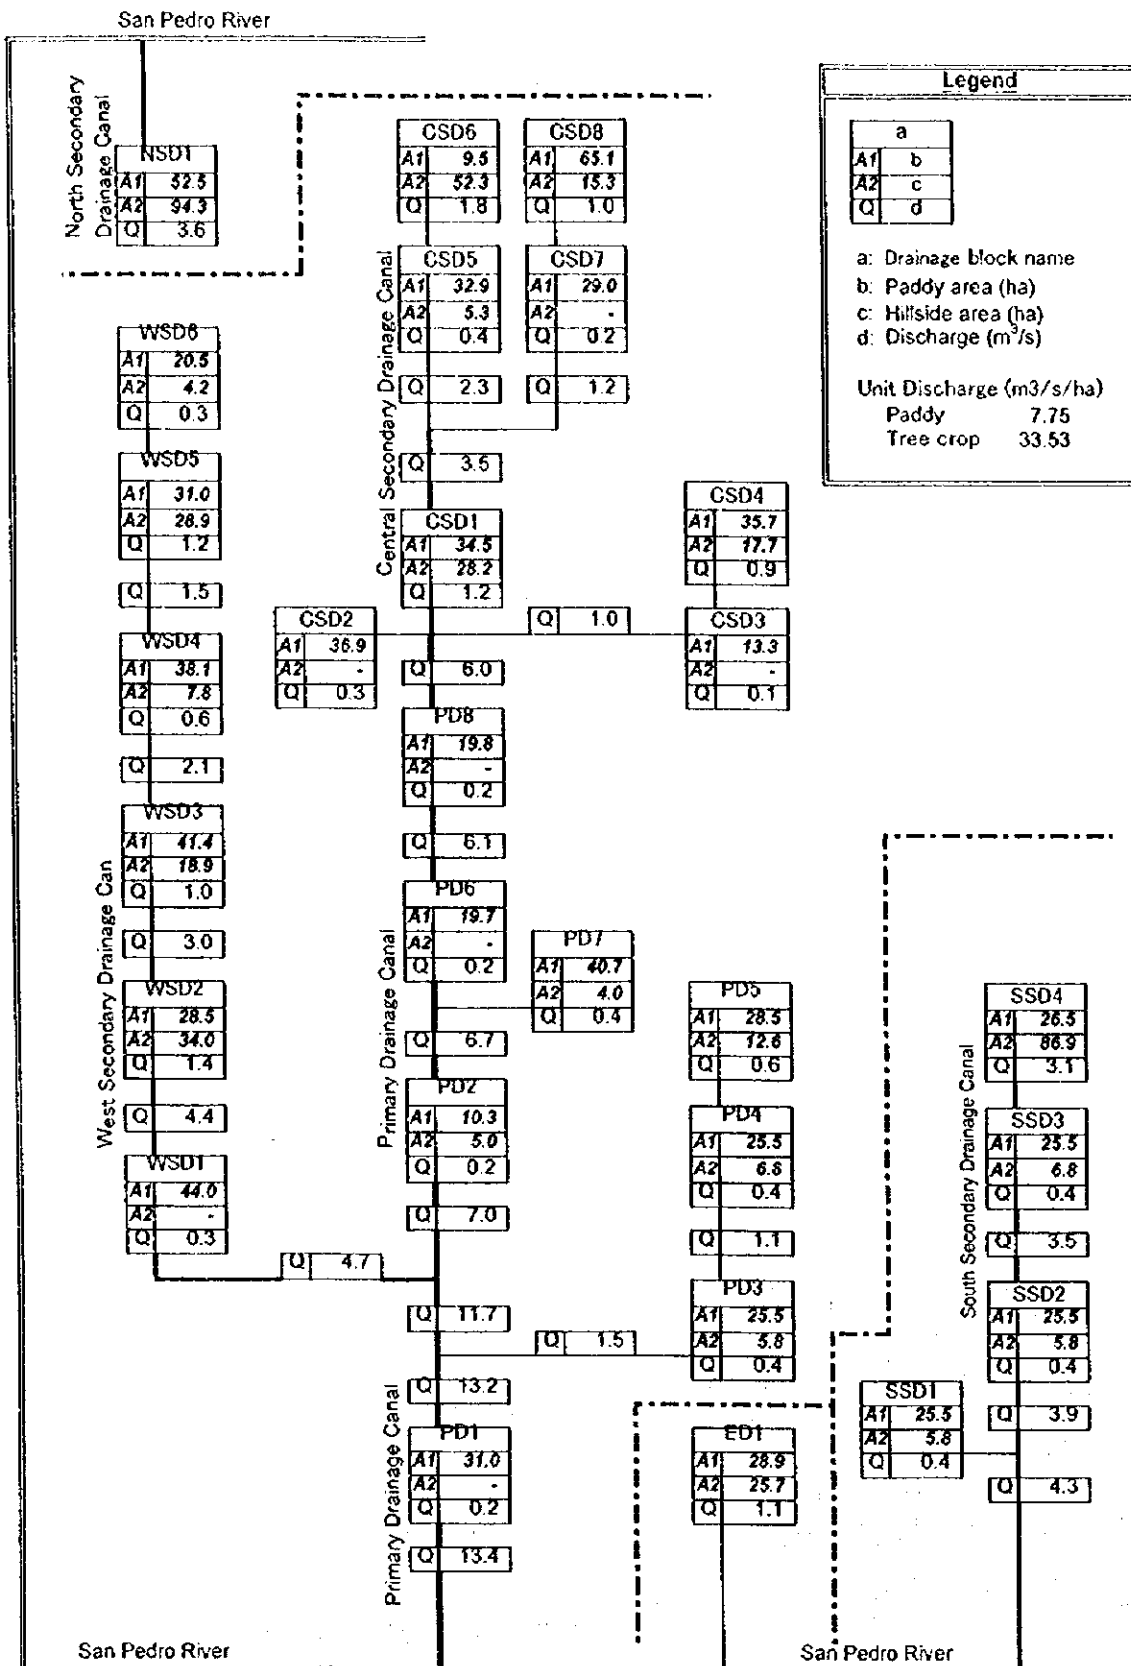 San Pedro River
North Secondary
Drainage Canal
NSD1
A1 52.5
A2 94.3
Q 3.6
Legend
a
A1 b
A2 c
Q d
a: Drainage block name
b: Paddy area (ha)
c: Hillside area (ha)
d: Discharge (m³/s)
Unit Discharge (m3/s/ha)
Paddy 7.75
Tree crop 33.53
Central Secondary Drainage Canal
CSD6
A1 9.5
A2 52.3
Q 1.8
CSD8
A1 65.1
A2 15.3
Q 1.0
CSD5
A1 32.9
A2 5.3
Q 0.4
Q 2.3
CSD7
A1 29.0
A2 -
Q 0.2
Q 1.2
Q 3.5
CSD1
A1 34.5
A2 28.2
Q 1.2
CSD4
A1 35.7
A2 17.7
Q 0.9
CSD2
A1 36.9
A2 -
Q 0.3
Q 1.0
CSD3
A1 13.3
A2 -
Q 0.1
Q 6.0
West Secondary Drainage Can
WSD6
A1 20.5
A2 4.2
Q 0.3
WSD5
A1 31.0
A2 28.9
Q 1.2
Q 1.5
WSD4
A1 38.1
A2 7.8
Q 0.6
Q 2.1
WSD3
A1 41.4
A2 18.9
Q 1.0
Q 3.0
WSD2
A1 28.5
A2 34.0
Q 1.4
Q 4.4
WSD1
A1 44.0
A2 -
Q 0.3
Q 4.7
Primary Drainage Canal
PD8
A1 19.8
A2 -
Q 0.2
Q 6.1
PD6
A1 19.7
A2 -
Q 0.2
PD7
A1 40.7
A2 4.0
Q 0.4
Q 6.7
PD2
A1 10.3
A2 5.0
Q 0.2
Q 7.0
Q 11.7
PD5
A1 28.5
A2 12.6
Q 0.6
PD4
A1 25.5
A2 6.8
Q 0.4
Q 1.1
PD3
A1 25.5
A2 5.8
Q 0.4
Q 1.5
Q 13.2
Primary Drainage Canal
PD1
A1 31.0
A2 -
Q 0.2
Q 13.4
ED1
A1 28.9
A2 25.7
Q 1.1
South Secondary Drainage Canal
SSD4
A1 26.5
A2 86.9
Q 3.1
SSD3
A1 25.5
A2 6.8
Q 0.4
Q 3.5
SSD2
A1 25.5
A2 5.8
Q 0.4
Q 3.9
SSD1
A1 25.5
A2 5.8
Q 0.4
Q 4.3
San Pedro River
San Pedro River